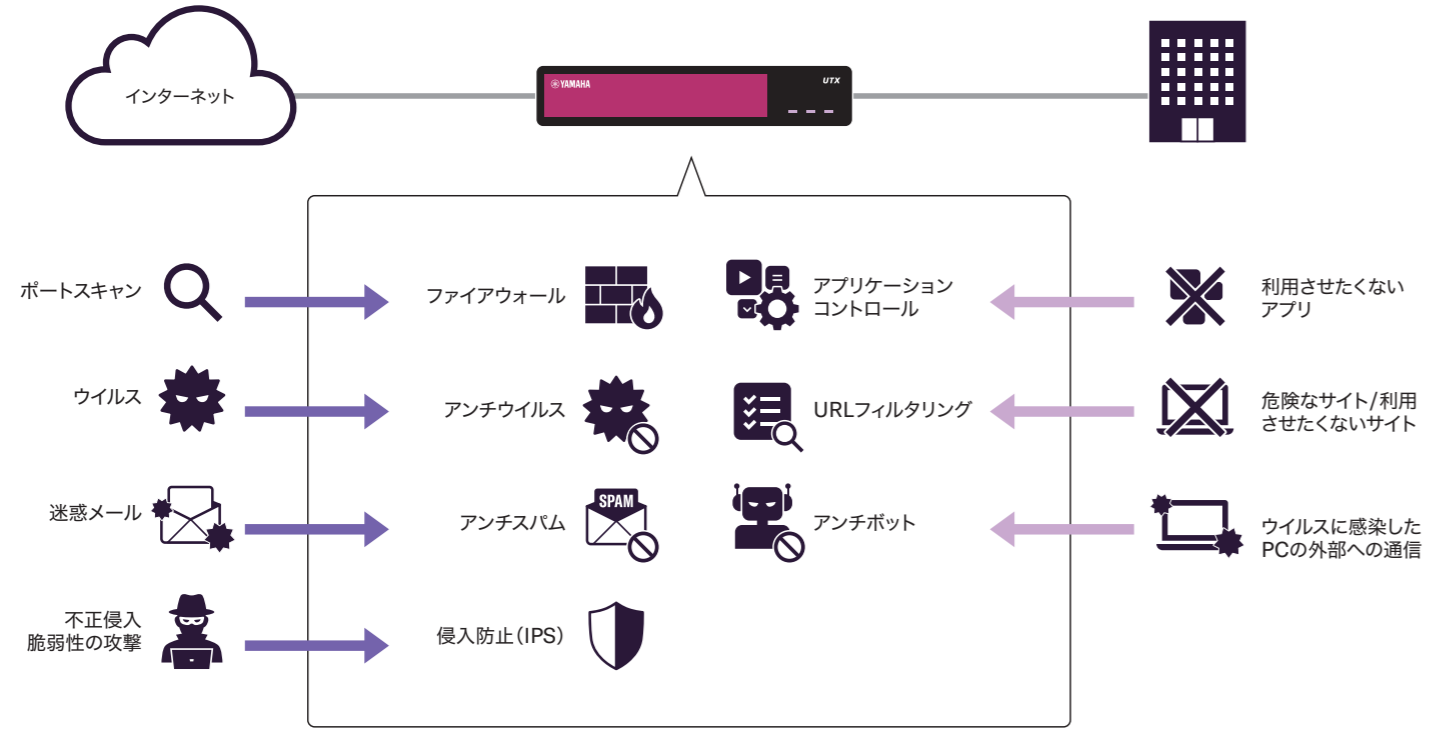 インターネット
YAMAHA
UTX
ポートスキャン
ファイアウォール
アプリケーション
コントロール
利用させたくない
アプリ
ウイルス
アンチウイルス
URLフィルタリング
危険なサイト/利用
させたくないサイト
迷惑メール
アンチスパム
SPAM
アンチボット
ウイルスに感染した
PCの外部への通信
不正侵入
脆弱性の攻撃
侵入防止(IPS)